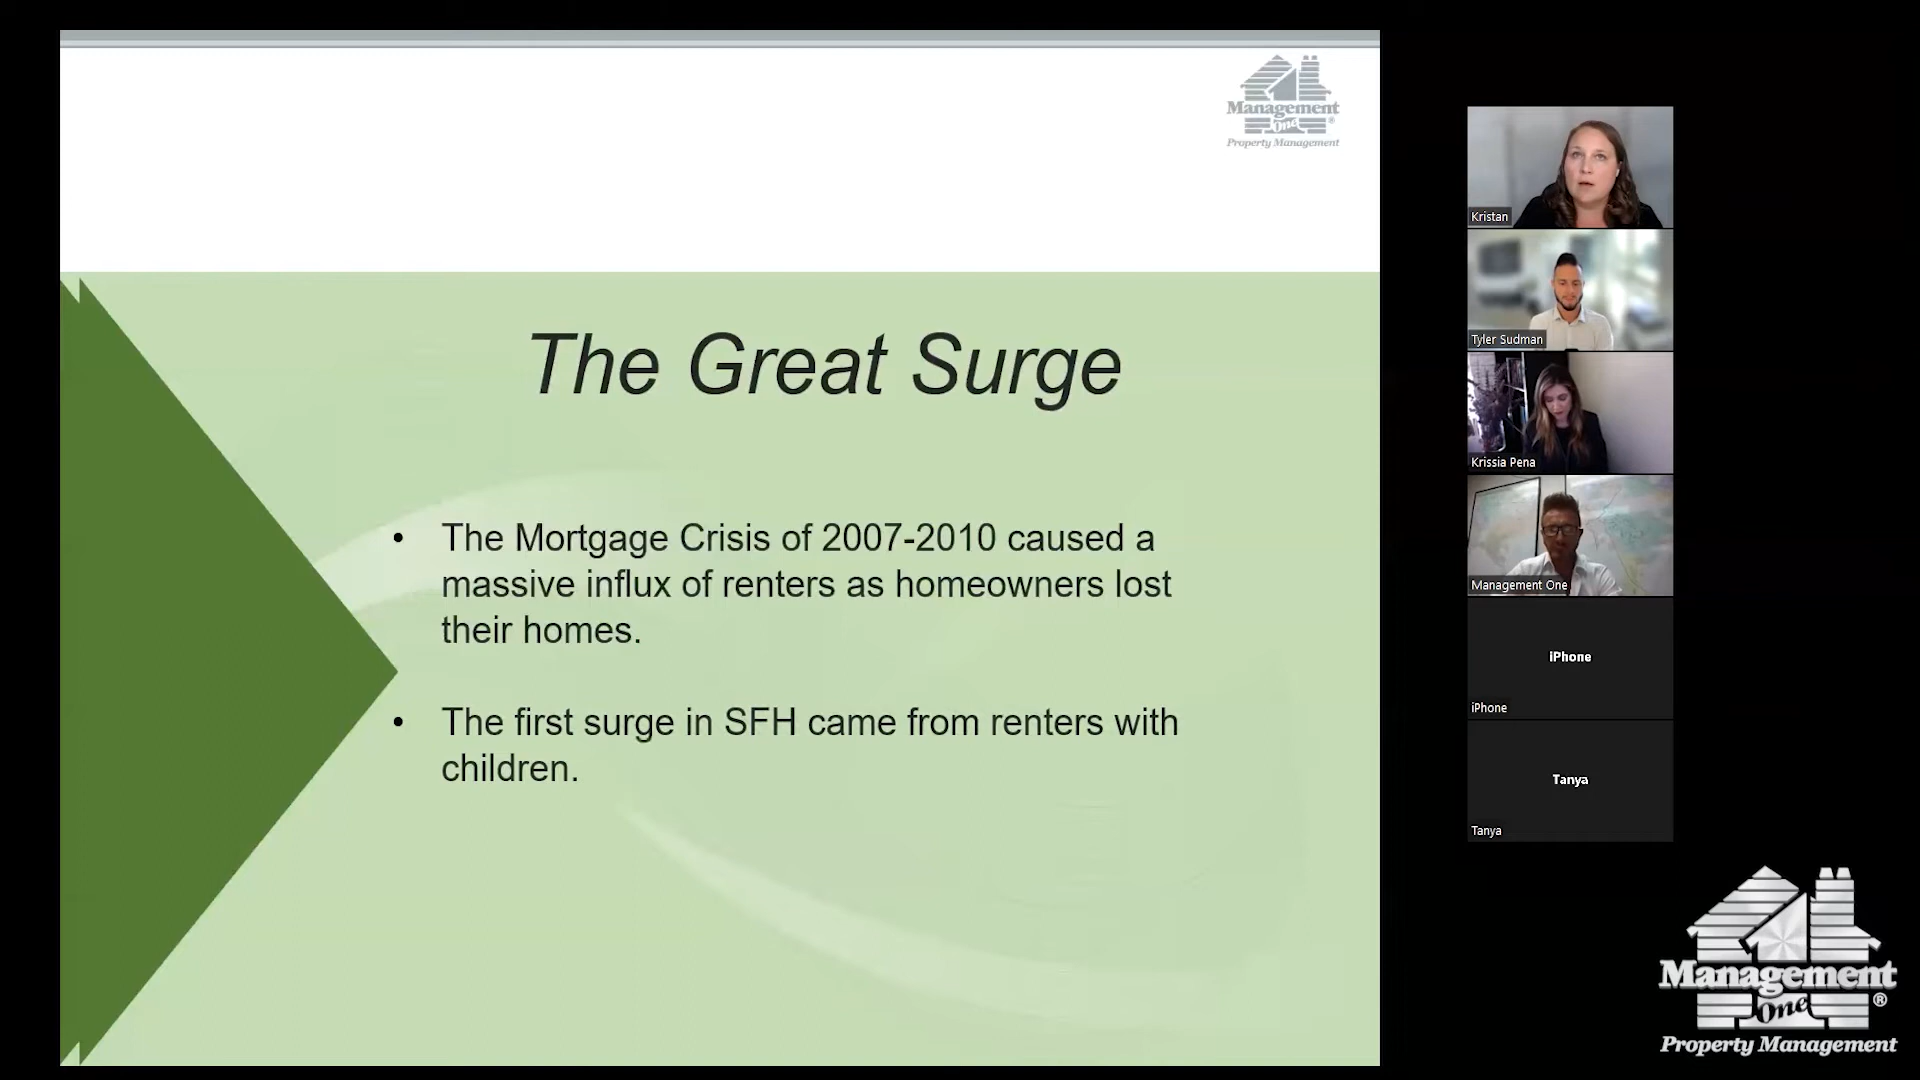 Management
One
®
Property Management
The Great Surge
• The Mortgage Crisis of 2007-2010 caused a
massive influx of renters as homeowners lost
their homes.
• The first surge in SFH came from renters with
children.
Kristan
Tyler Sudman
Krissia Pena
Management One
iPhone
iPhone
Tanya
Tanya
Management
One
®
Property Management